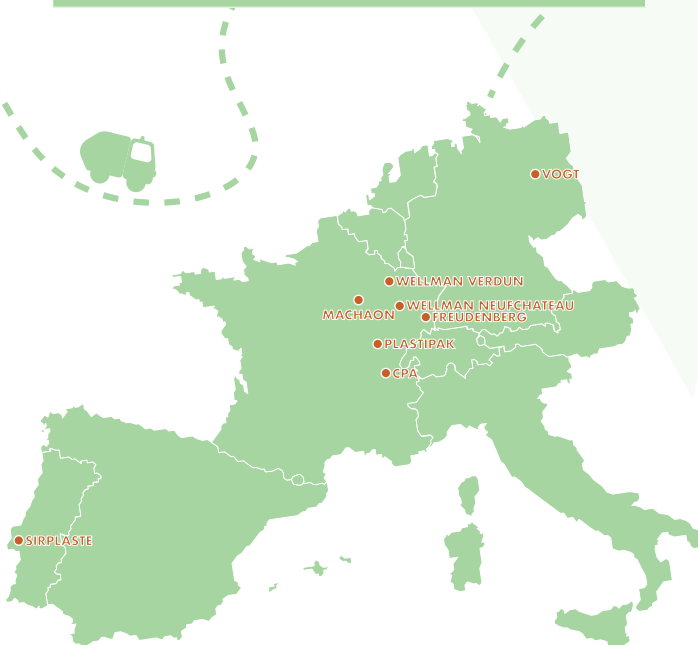 VOGT
WELLMAN VERDUN
MACHAON
WELLMAN NEUFCHATEAU
FREUDENBERG
PLASTIPAK
CPA
SIRPLASTE